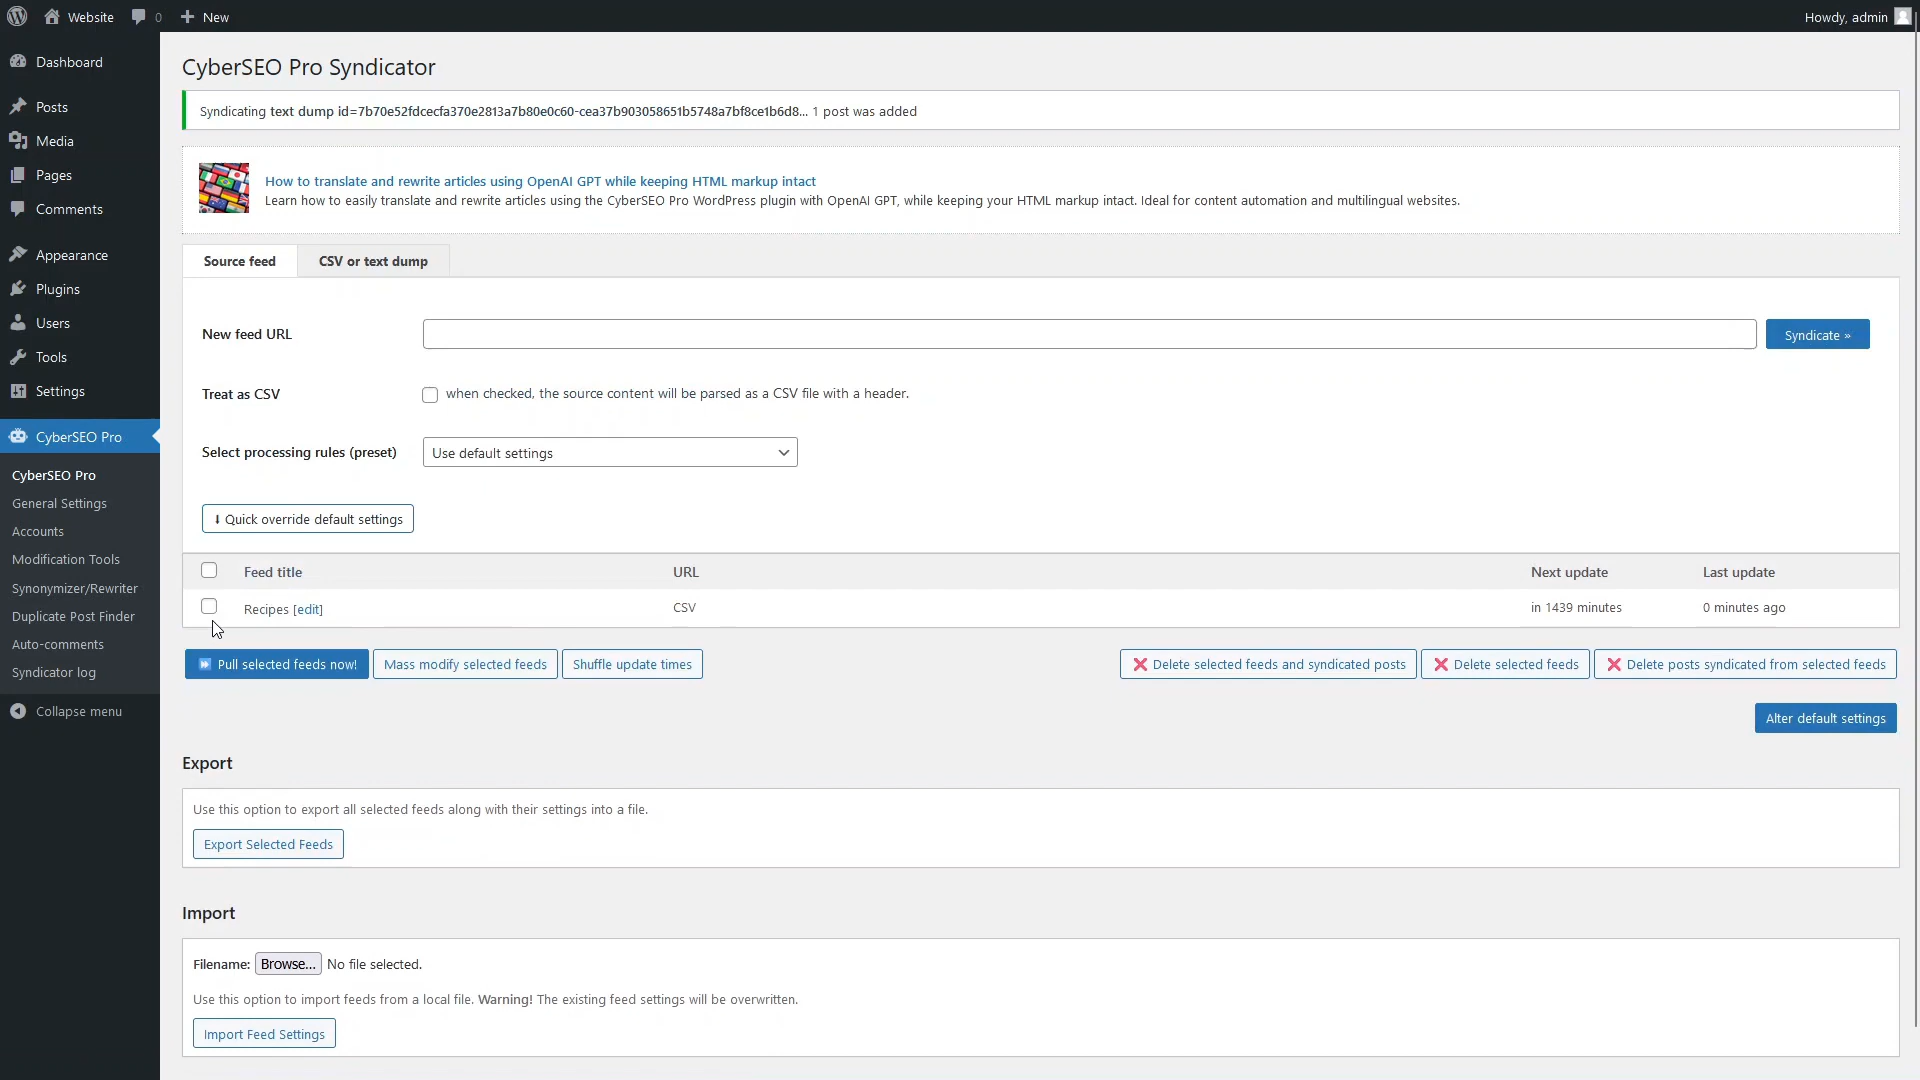 Website
0
New
Howdy, admin
Dashboard
Posts
Media
Pages
Comments
Appearance
Plugins
Users
Tools
Settings
CyberSEO Pro
CyberSEO Pro
General Settings
Accounts
Modification Tools
Synonymizer/Rewriter
Duplicate Post Finder
Auto-comments
Syndicator log
Collapse menu
CyberSEO Pro Syndicator
Syndicating text dump id=7b70e52fdcecfa370e2813a7b80e0c60-cea37b903058651b5748a7bf8ce1b6d8... 1 post was added
How to translate and rewrite articles using OpenAI GPT while keeping HTML markup intact
Learn how to easily translate and rewrite articles using the CyberSEO Pro WordPress plugin with OpenAI GPT, while keeping your HTML markup intact. Ideal for content automation and multilingual websites.
Source feed
CSV or text dump
New feed URL
Syndicate »
Treat as CSV
when checked, the source content will be parsed as a CSV file with a header.
Select processing rules (preset)
Use default settings
⬇ Quick override default settings
Feed title URL Next update Last update
Recipes [edit] CSV in 1439 minutes 0 minutes ago
Pull selected feeds now!
Mass modify selected feeds
Shuffle update times
❌ Delete selected feeds and syndicated posts
❌ Delete selected feeds
❌ Delete posts syndicated from selected feeds
Alter default settings
Export
Use this option to export all selected feeds along with their settings into a file.
Export Selected Feeds
Import
Filename: Browse... No file selected.
Use this option to import feeds from a local file. Warning! The existing feed settings will be overwritten.
Import Feed Settings